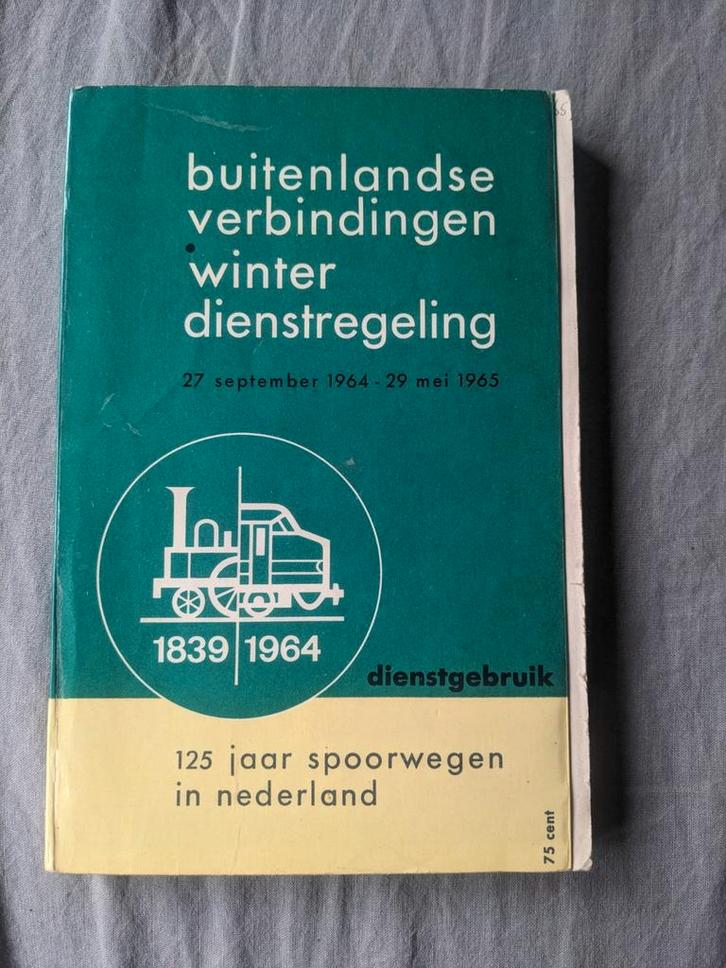 buitenlandse
verbindingen
winter
dienstregeling
27 september 1964 - 29 mei 1965
1839 1964
dienstgebruik
125 jaar spoorwegen
in nederland
75 cent